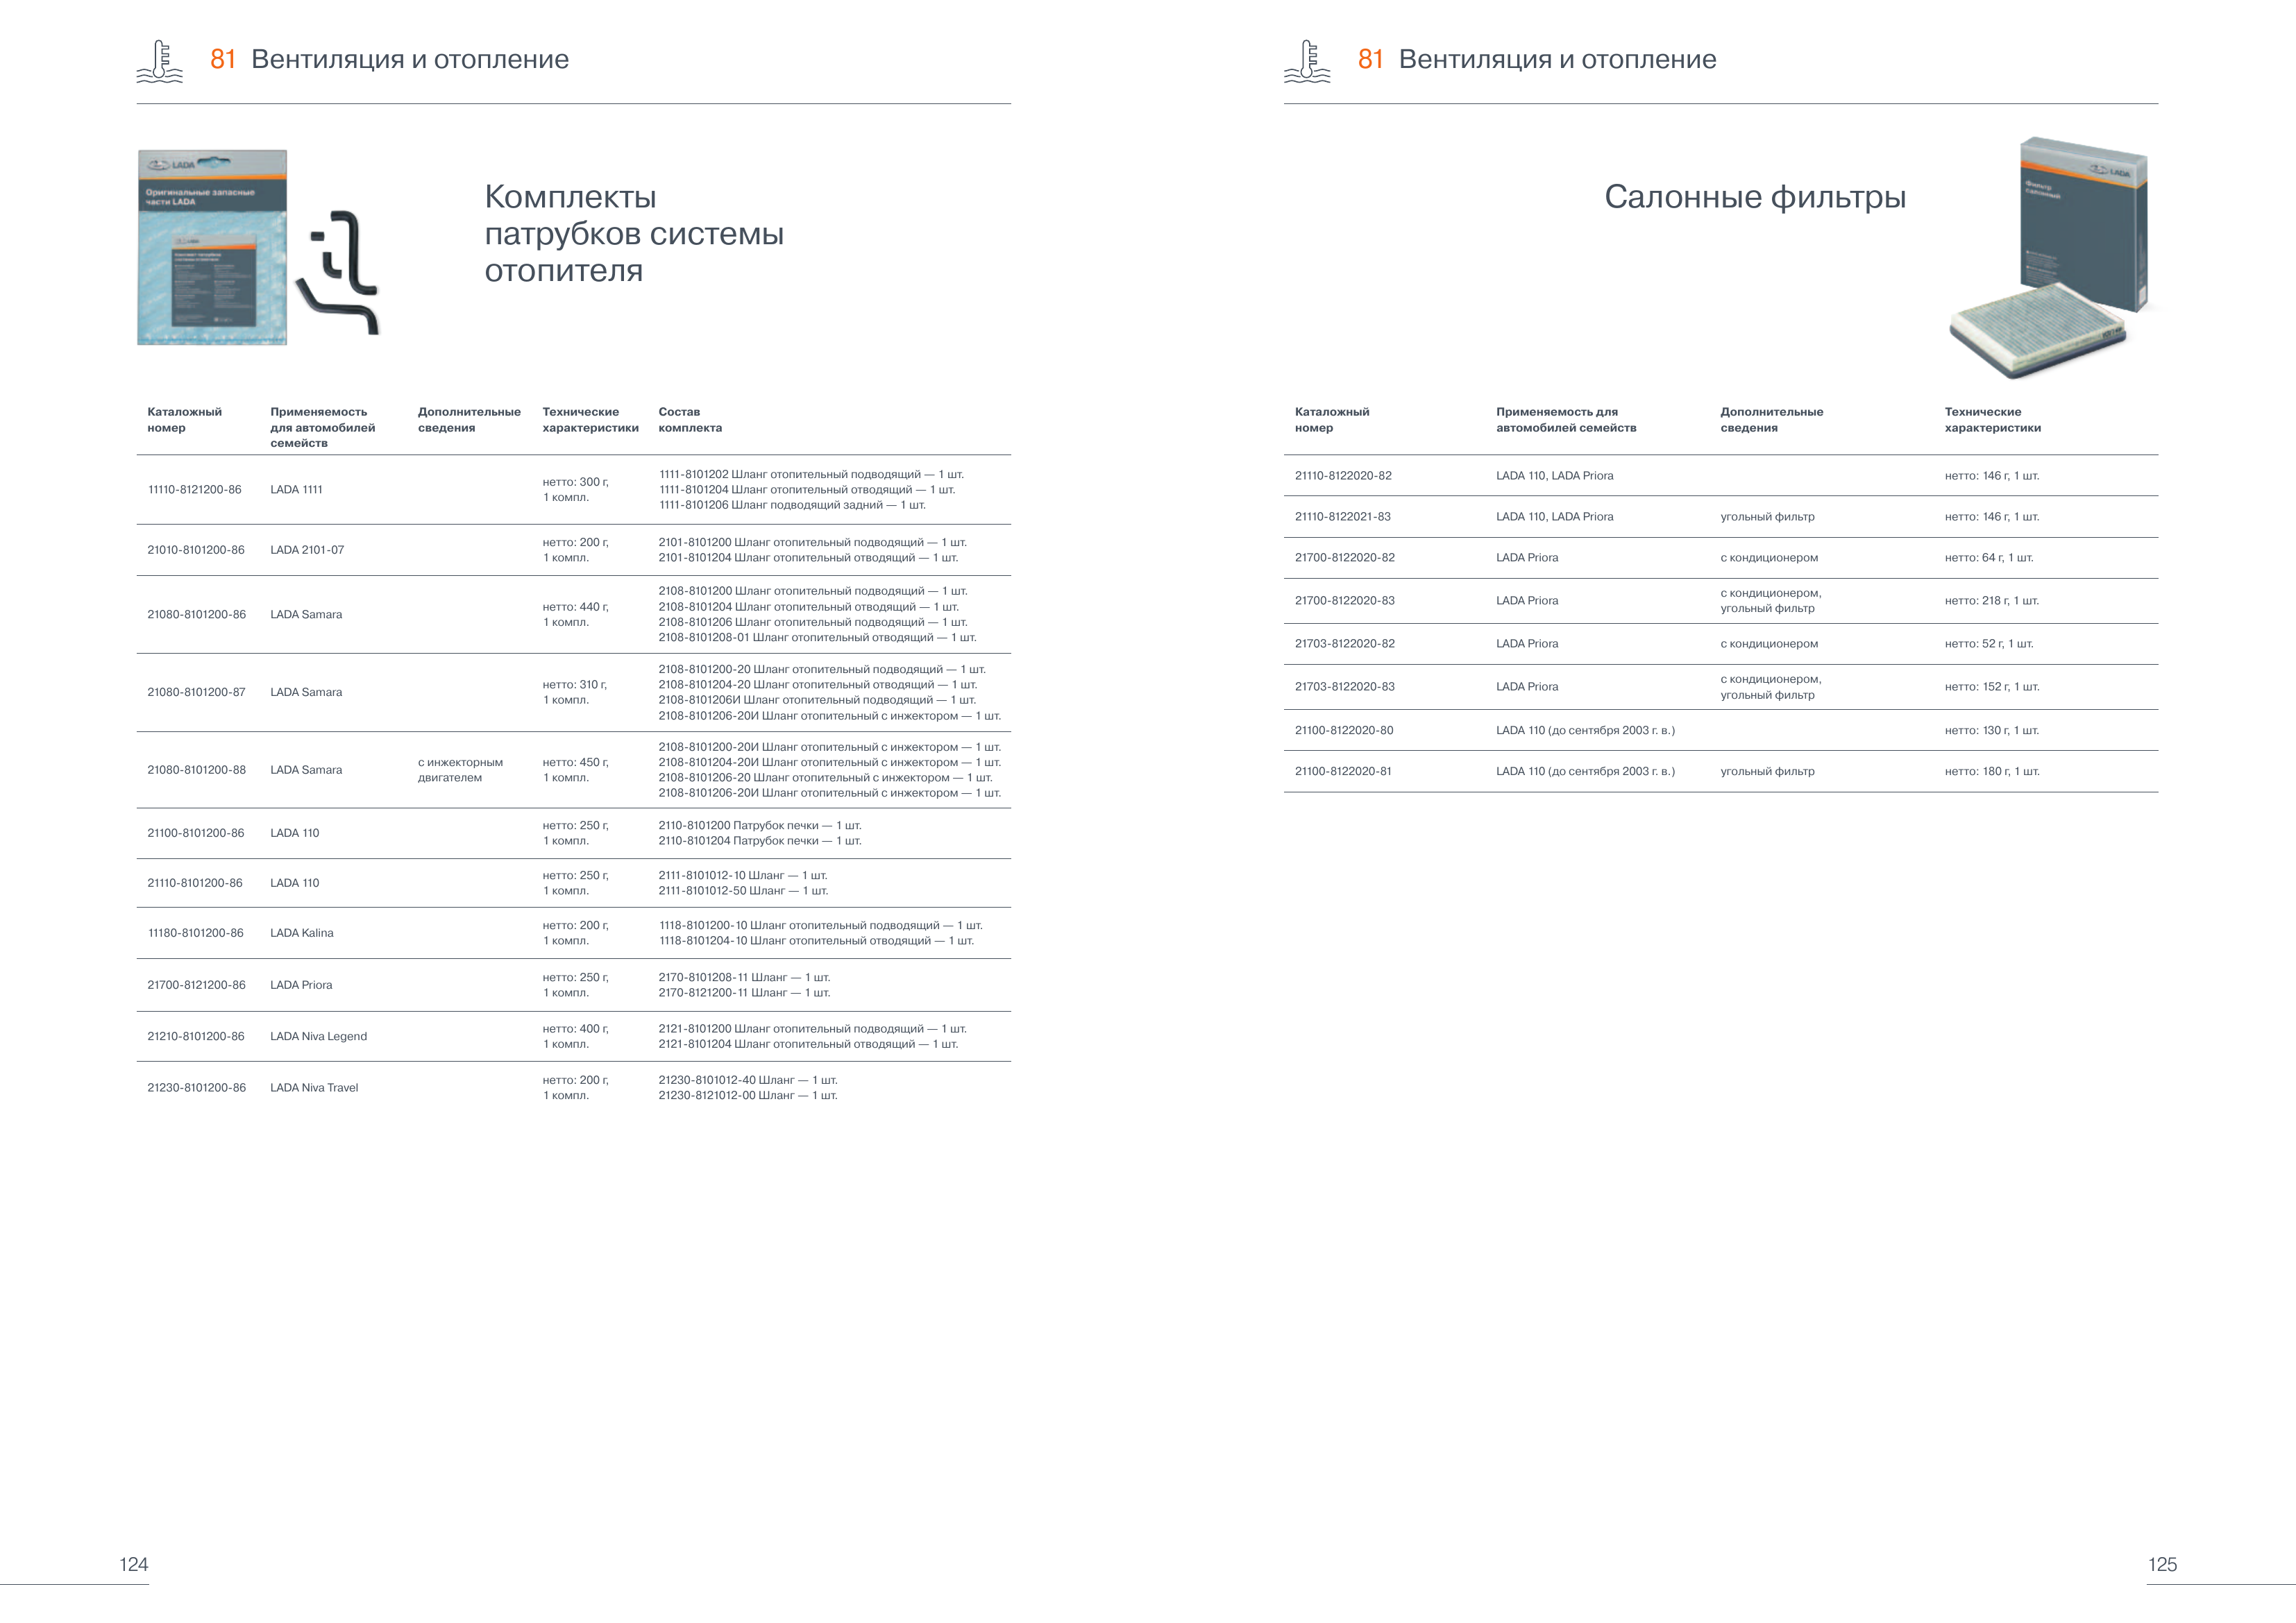 81 Вентиляция и отопление
LADA
Оригинальные запасные
части LADA
Комплекты
патрубков системы
отопителя
Каталожный номер | Применяемость для автомобилей семейств | Дополнительные сведения | Технические характеристики | Состав комплекта
11110-8121200-86 LADA 1111 нетто: 300 г, 1 компл.
1111-8101202 Шланг отопительный подводящий — 1 шт.
1111-8101204 Шланг отопительный отводящий — 1 шт.
1111-8101206 Шланг подводящий задний — 1 шт.
21010-8101200-86 LADA 2101-07 нетто: 200 г, 1 компл.
2101-8101200 Шланг отопительный подводящий — 1 шт.
2101-8101204 Шланг отопительный отводящий — 1 шт.
21080-8101200-86 LADA Samara нетто: 440 г, 1 компл.
2108-8101200 Шланг отопительный подводящий — 1 шт.
2108-8101204 Шланг отопительный отводящий — 1 шт.
2108-8101206 Шланг отопительный подводящий — 1 шт.
2108-8101208-01 Шланг отопительный отводящий — 1 шт.
21080-8101200-87 LADA Samara нетто: 310 г, 1 компл.
2108-8101200-20 Шланг отопительный подводящий — 1 шт.
2108-8101204-20 Шланг отопительный отводящий — 1 шт.
2108-8101206И Шланг отопительный подводящий — 1 шт.
2108-8101206-20И Шланг отопительный с инжектором — 1 шт.
21080-8101200-88 LADA Samara с инжекторным двигателем нетто: 450 г, 1 компл.
2108-8101200-20И Шланг отопительный с инжектором — 1 шт.
2108-8101204-20И Шланг отопительный с инжектором — 1 шт.
2108-8101206-20 Шланг отопительный с инжектором — 1 шт.
2108-8101206-20И Шланг отопительный с инжектором — 1 шт.
21100-8101200-86 LADA 110 нетто: 250 г, 1 компл.
2110-8101200 Патрубок печки — 1 шт.
2110-8101204 Патрубок печки — 1 шт.
21110-8101200-86 LADA 110 нетто: 250 г, 1 компл.
2111-8101012-10 Шланг — 1 шт.
2111-8101012-50 Шланг — 1 шт.
11180-8101200-86 LADA Kalina нетто: 200 г, 1 компл.
1118-8101200-10 Шланг отопительный подводящий — 1 шт.
1118-8101204-10 Шланг отопительный отводящий — 1 шт.
21700-8121200-86 LADA Priora нетто: 250 г, 1 компл.
2170-8101208-11 Шланг — 1 шт.
2170-8121200-11 Шланг — 1 шт.
21210-8101200-86 LADA Niva Legend нетто: 400 г, 1 компл.
2121-8101200 Шланг отопительный подводящий — 1 шт.
2121-8101204 Шланг отопительный отводящий — 1 шт.
21230-8101200-86 LADA Niva Travel нетто: 200 г, 1 компл.
21230-8101012-40 Шланг — 1 шт.
21230-8121012-00 Шланг — 1 шт.
124
81 Вентиляция и отопление
Салонные фильтры
LADA
Фильтр
салонный
Каталожный номер | Применяемость для автомобилей семейств | Дополнительные сведения | Технические характеристики
21110-8122020-82 LADA 110, LADA Priora нетто: 146 г, 1 шт.
21110-8122021-83 LADA 110, LADA Priora угольный фильтр нетто: 146 г, 1 шт.
21700-8122020-82 LADA Priora с кондиционером нетто: 64 г, 1 шт.
21700-8122020-83 LADA Priora с кондиционером, угольный фильтр нетто: 218 г, 1 шт.
21703-8122020-82 LADA Priora с кондиционером нетто: 52 г, 1 шт.
21703-8122020-83 LADA Priora с кондиционером, угольный фильтр нетто: 152 г, 1 шт.
21100-8122020-80 LADA 110 (до сентября 2003 г. в.) нетто: 130 г, 1 шт.
21100-8122020-81 LADA 110 (до сентября 2003 г. в.) угольный фильтр нетто: 180 г, 1 шт.
125